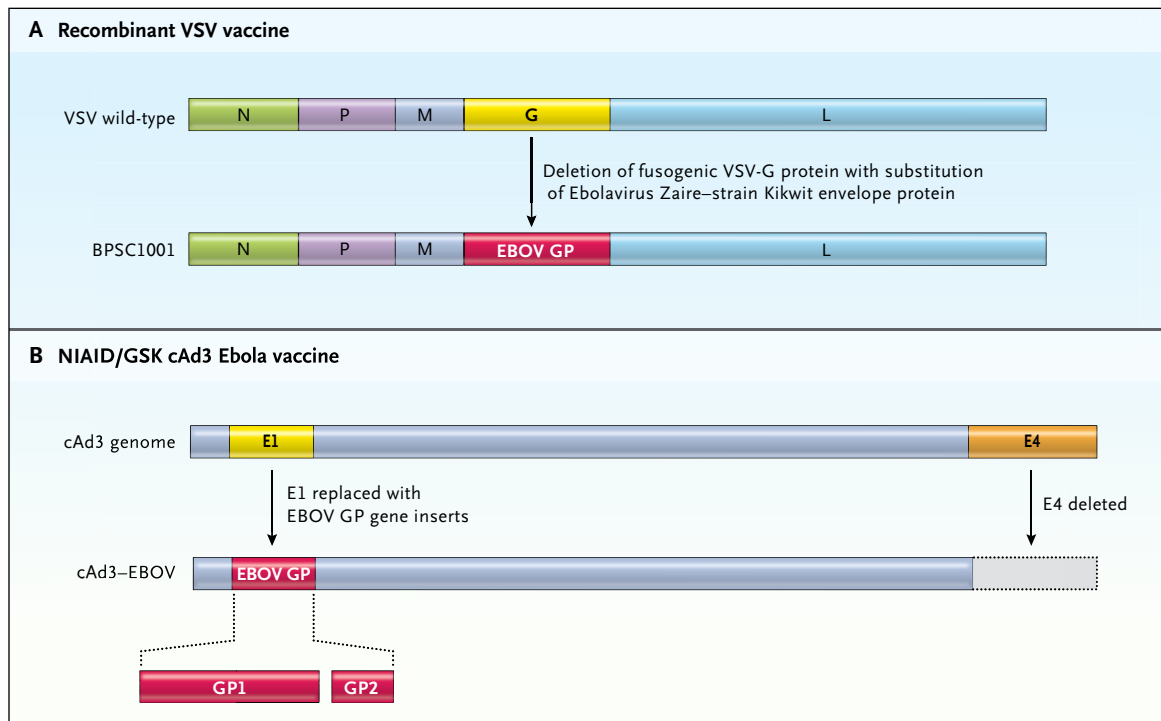 A Recombinant VSV vaccine
VSV wild-type
N P M G L
Deletion of fusogenic VSV-G protein with substitution
of Ebolavirus Zaire–strain Kikwit envelope protein
BPSC1001
N P M EBOV GP L
B NIAID/GSK cAd3 Ebola vaccine
cAd3 genome
E1 E4
E1 replaced with
EBOV GP gene inserts
E4 deleted
cAd3–EBOV
EBOV GP
GP1 GP2